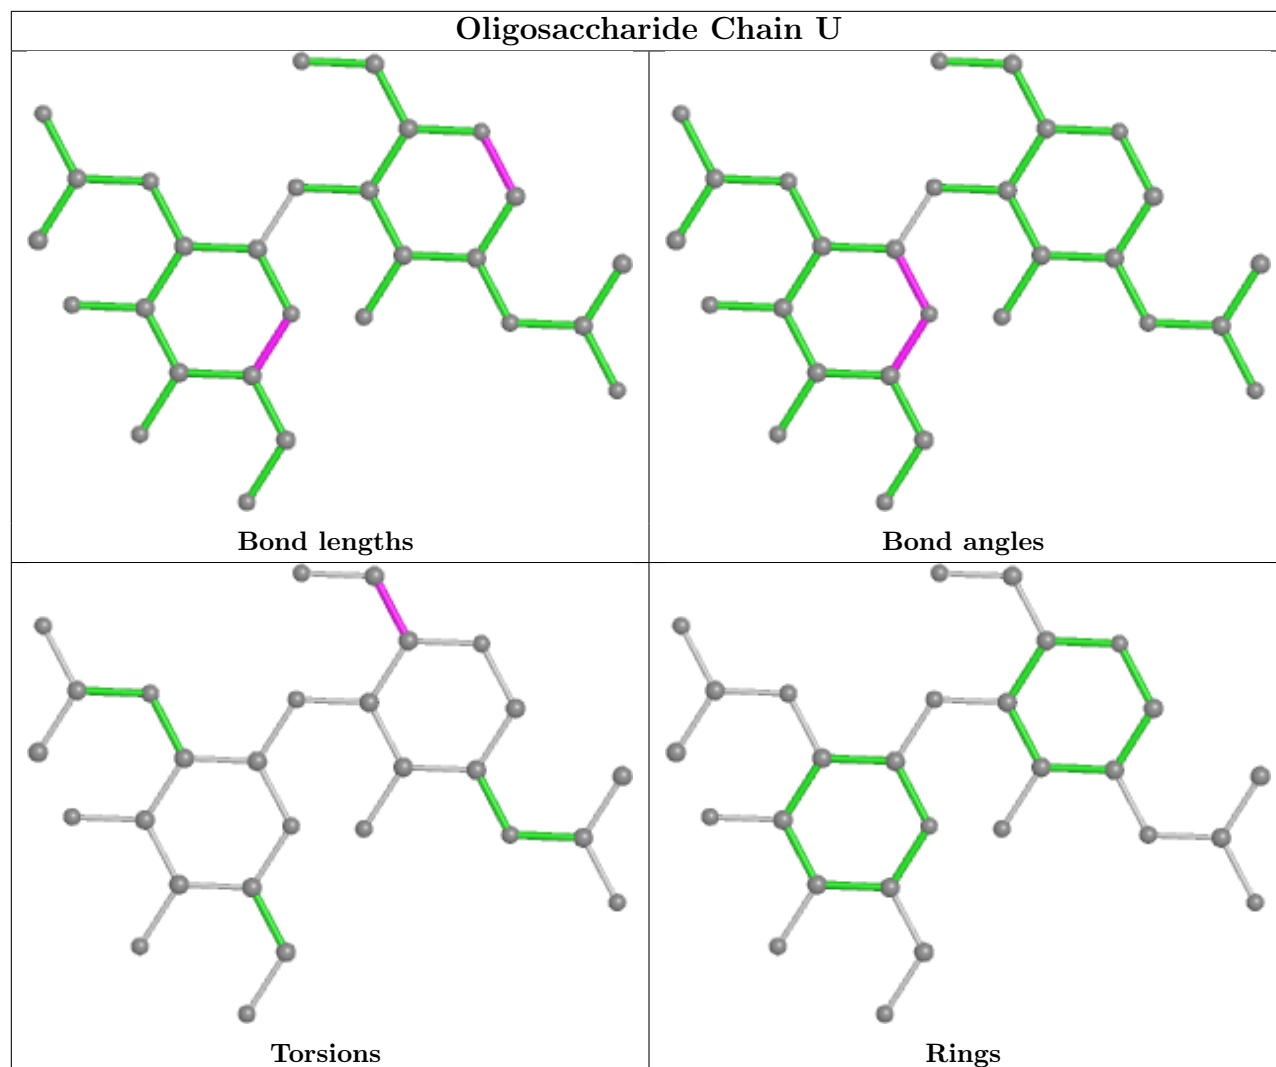 Oligosaccharide Chain U
Bond lengths
Bond angles
Torsions
Rings